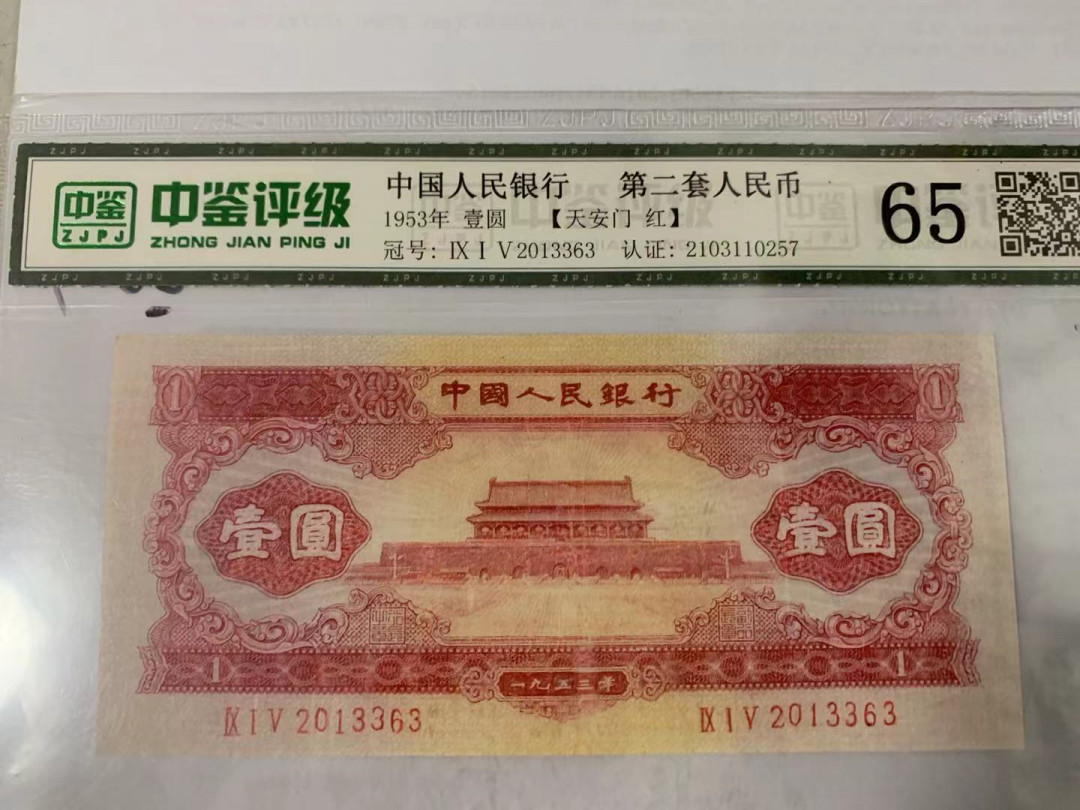 中鉴
ZJPJ
中鉴评级
ZHONG JIAN PING JI
中国人民银行 第二套人民币
1953年 壹圆 【天安门 红】
冠号: Ⅸ Ⅰ Ⅴ 2013363 认证: 2103110257
65
1 中國人民銀行 1
壹圓 壹圓
1 一九五三年 1
Ⅸ Ⅰ Ⅴ 2013363 Ⅸ Ⅰ Ⅴ 2013363